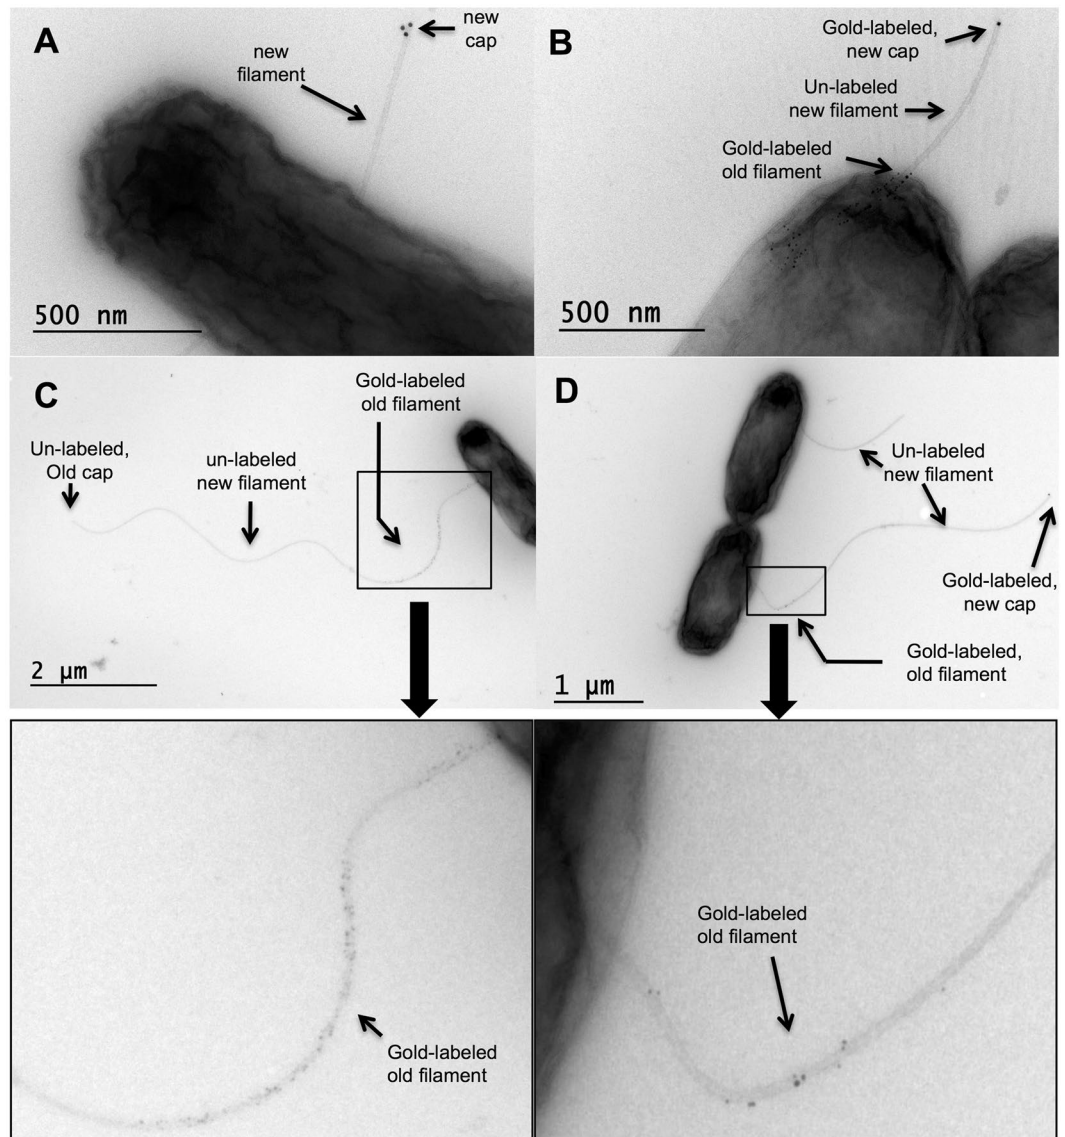 A
new
cap
new
filament
500 nm
B
Gold-labeled,
new cap
Un-labeled
new filament
Gold-labeled
old filament
500 nm
C
Gold-labeled
old filament
Un-labeled,
Old cap
un-labeled
new filament
2 µm
D
Un-labeled
new filament
Gold-labeled,
new cap
Gold-labeled,
old filament
1 µm
Gold-labeled
old filament
Gold-labeled
old filament